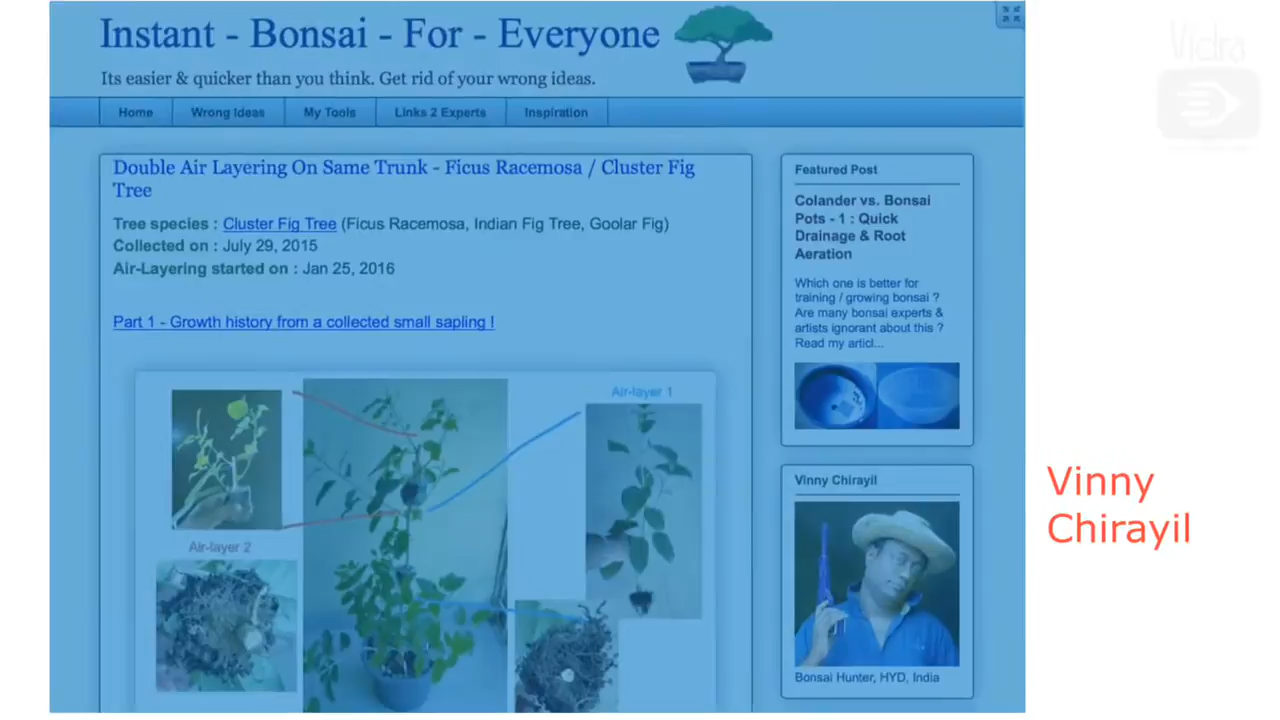 Instant - Bonsai - For - Everyone
Its easier & quicker than you think. Get rid of your wrong ideas.
Home
Wrong Ideas
My Tools
Links 2 Experts
Inspiration
Double Air Layering On Same Trunk - Ficus Racemosa / Cluster Fig
Tree
Tree species : Cluster Fig Tree (Ficus Racemosa, Indian Fig Tree, Goolar Fig)
Collected on : July 29, 2015
Air-Layering started on : Jan 25, 2016
Part 1 - Growth history from a collected small sapling !
Air-layer 1
Air-layer 2
Featured Post
Colander vs. Bonsai
Pots - 1 : Quick
Drainage & Root
Aeration
Which one is better for
training / growing bonsai ?
Are many bonsai experts &
artists ignorant about this ?
Read my articl...
Vinny Chirayil
Bonsai Hunter, HYD, India
Vidra
Vinny
Chirayil